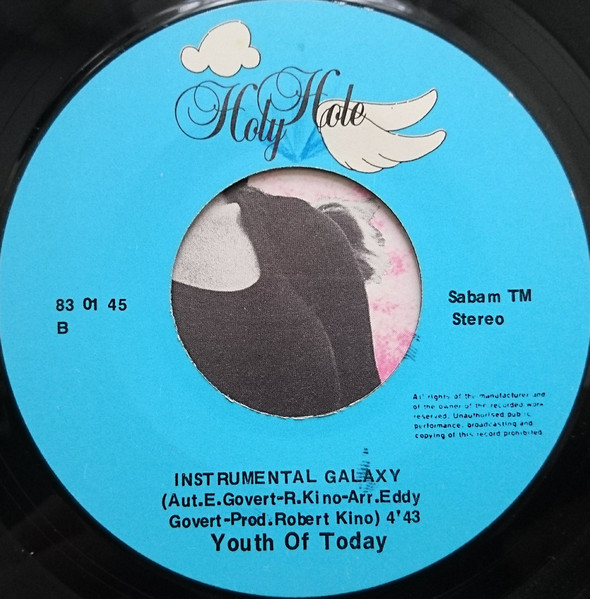 Holy Hole
83 01 45
B
Sabam TM
Stereo
All rights of the manufacturer and
of the owner of the recorded work
reserved. Unauthorised public
performance, broadcasting and
copying of this record prohibited
INSTRUMENTAL GALAXY
(Aut.E.Govert-R.Kino-Arr.Eddy
Govert-Prod.Robert Kino) 4'43
Youth Of Today